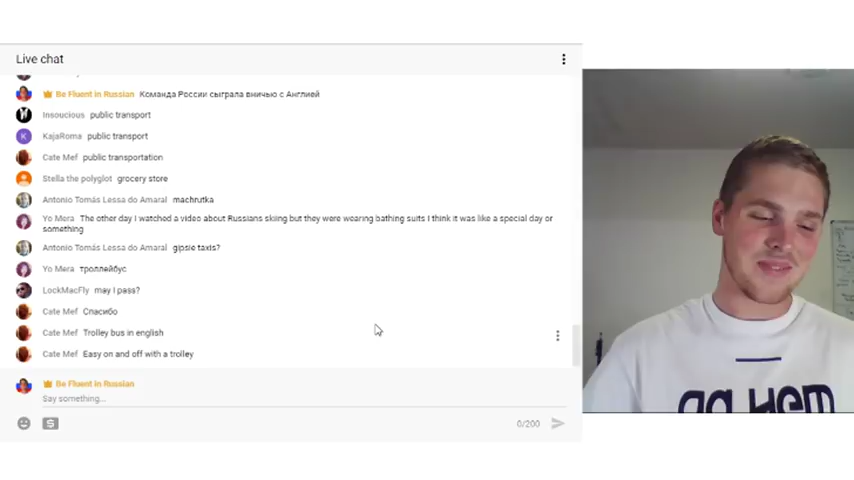 Live chat
Be Fluent in Russian Команда России сыграла вничью с Англией
Insoucious public transport
K KajaRoma public transport
Cate Mef public transportation
Stella the polyglot grocery store
Antonio Tomás Lessa do Amaral machrutka
Yo Mera The other day I watched a video about Russians skiing but they were wearing bathing suits I think it was like a special day or
something
Antonio Tomás Lessa do Amaral gipsie taxis?
Yo Mera троллейбус
LockMacFly may I pass?
Cate Mef Спасибо
Cate Mef Trolley bus in english
Cate Mef Easy on and off with a trolley
Be Fluent in Russian
Say something...
0/200
да нет